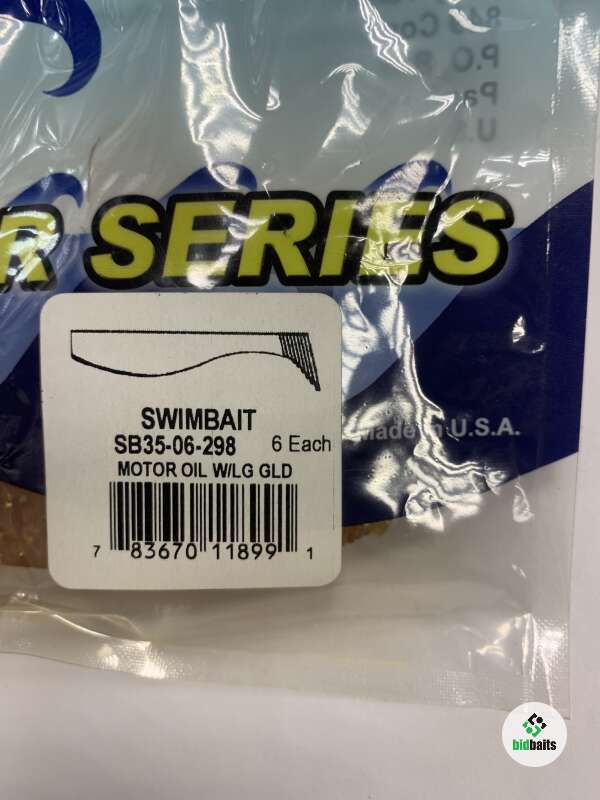 P.O.
U.S.
R SERIES
SWIMBAIT
SB35-06-298 6 Each
MOTOR OIL W/LG GLD
7 83670 11899 1
Made in U.S.A.
bidbaits